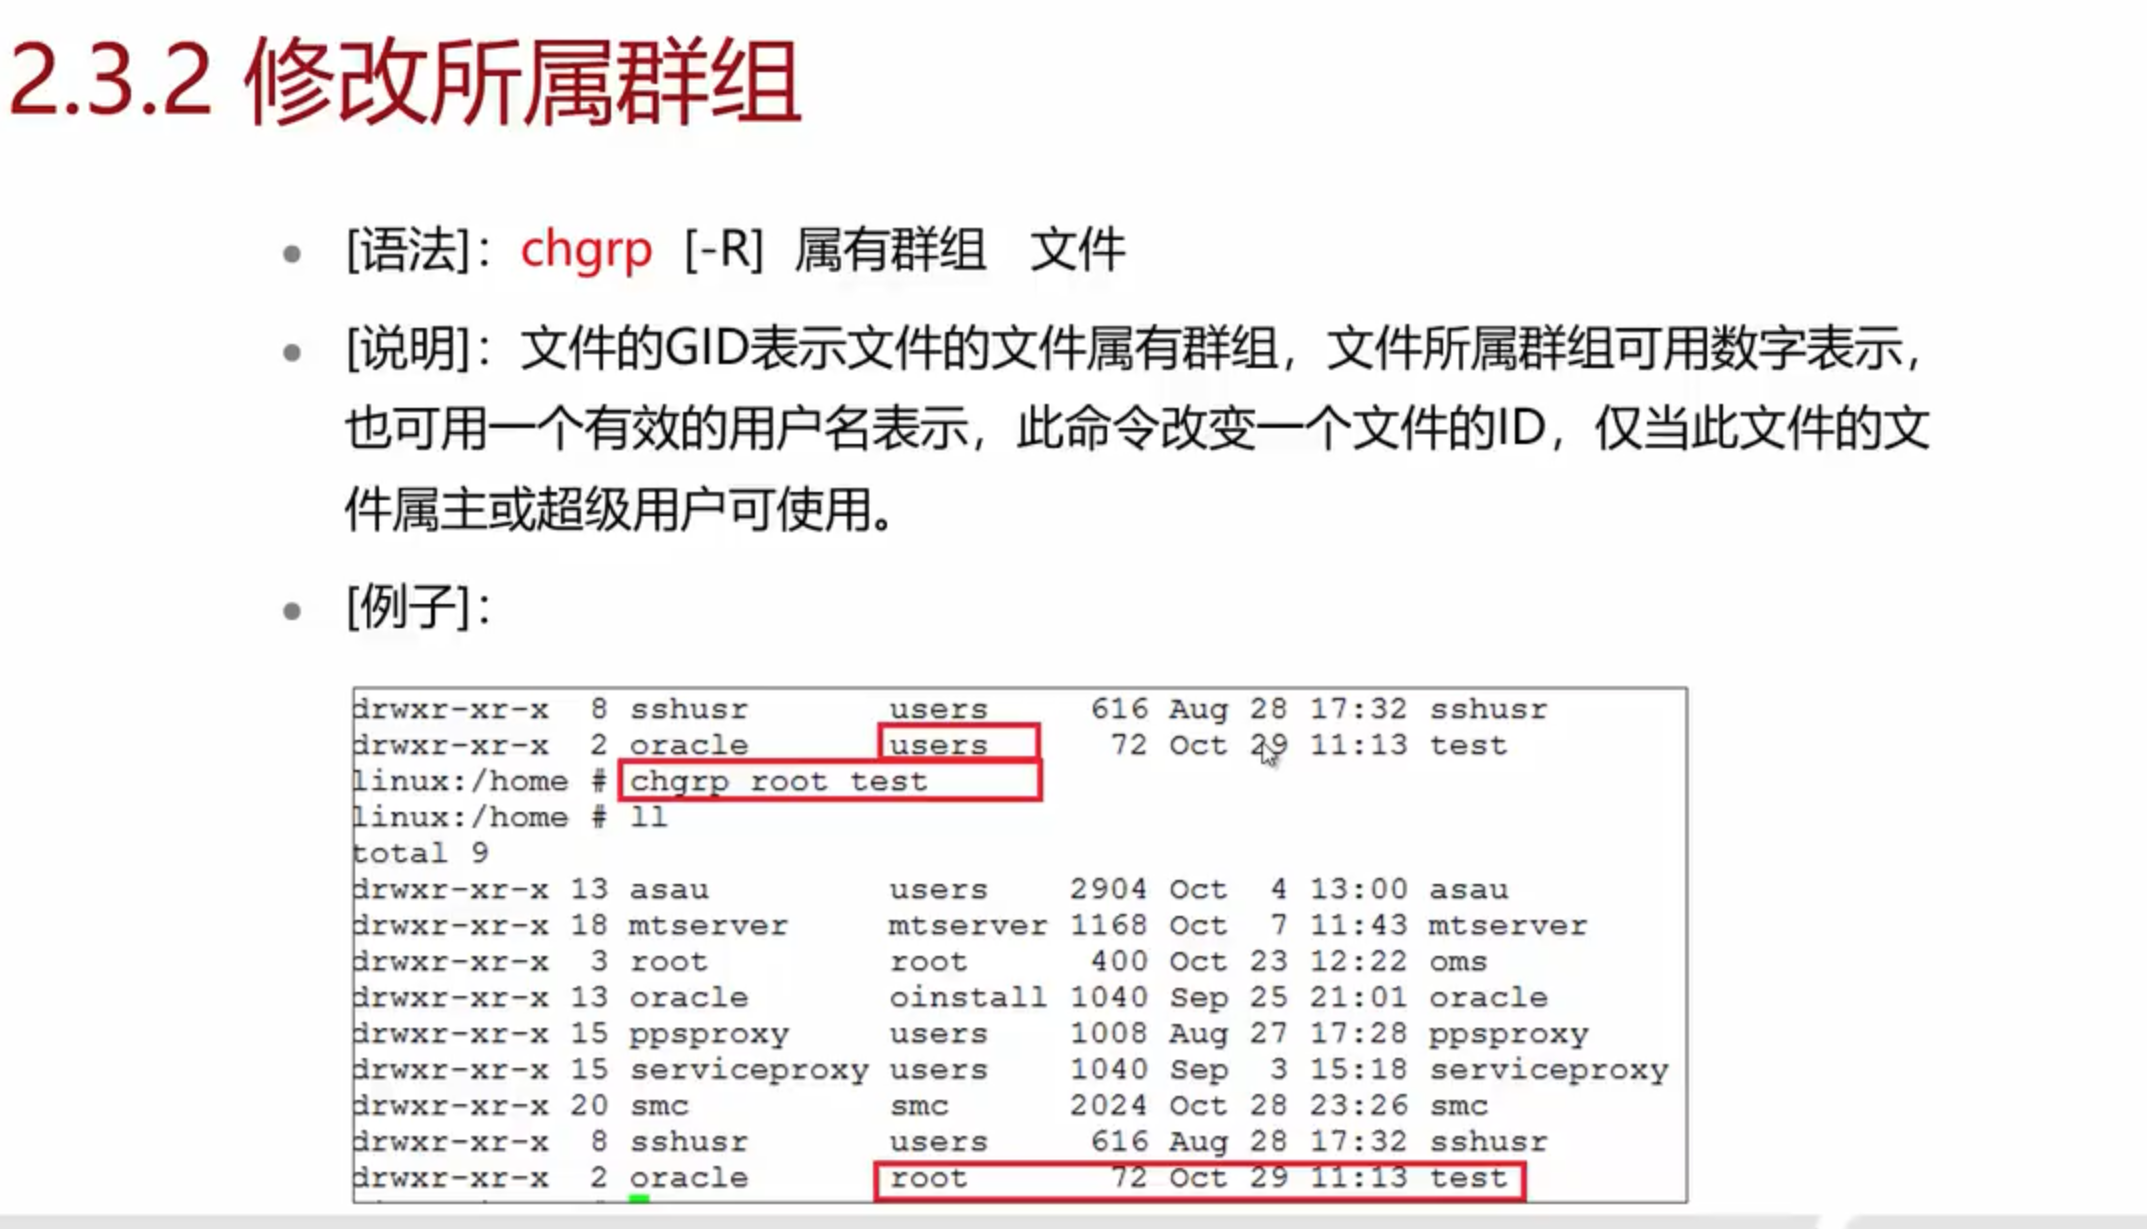 2.3.2 修改所属群组
[语法]：chgrp [-R] 属有群组 文件
[说明]：文件的GID表示文件的文件属有群组，文件所属群组可用数字表示，
也可用一个有效的用户名表示，此命令改变一个文件的ID，仅当此文件的文
件属主或超级用户可使用。
[例子]：
drwxr-xr-x 8 sshusr users 616 Aug 28 17:32 sshusr
drwxr-xr-x 2 oracle users 72 Oct 29 11:13 test
linux:/home # chgrp root test
linux:/home # ll
total 9
drwxr-xr-x 13 asau users 2904 Oct 4 13:00 asau
drwxr-xr-x 18 mtserver mtserver 1168 Oct 7 11:43 mtserver
drwxr-xr-x 3 root root 400 Oct 23 12:22 oms
drwxr-xr-x 13 oracle oinstall 1040 Sep 25 21:01 oracle
drwxr-xr-x 15 ppsproxy users 1008 Aug 27 17:28 ppsproxy
drwxr-xr-x 15 serviceproxy users 1040 Sep 3 15:18 serviceproxy
drwxr-xr-x 20 smc smc 2024 Oct 28 23:26 smc
drwxr-xr-x 8 sshusr users 616 Aug 28 17:32 sshusr
drwxr-xr-x 2 oracle root 72 Oct 29 11:13 test